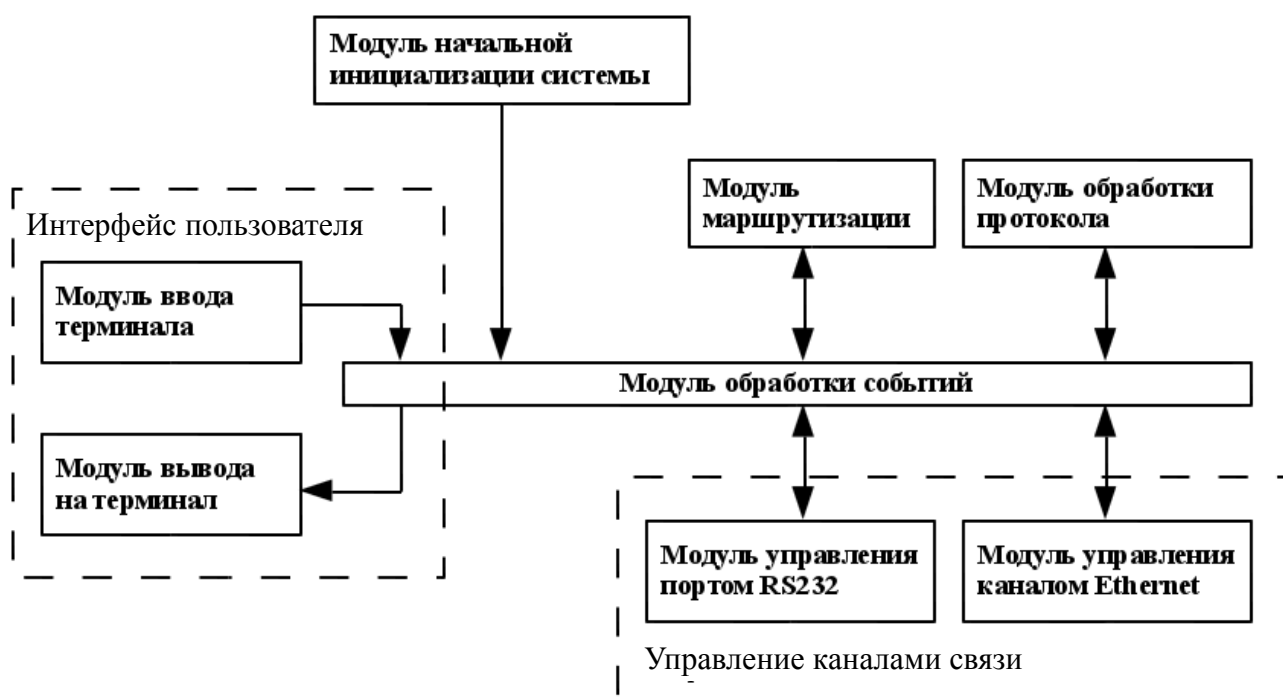 Модуль начальной
инициализации системы
Модуль
маршрутизации
Модуль обработки
протокола
Интерфейс пользователя
Модуль ввода
терминала
Модуль обработки событий
Модуль вывода
на терминал
Модуль управления
портом RS232
Модуль управления
каналом Ethernet
Управление каналами связи